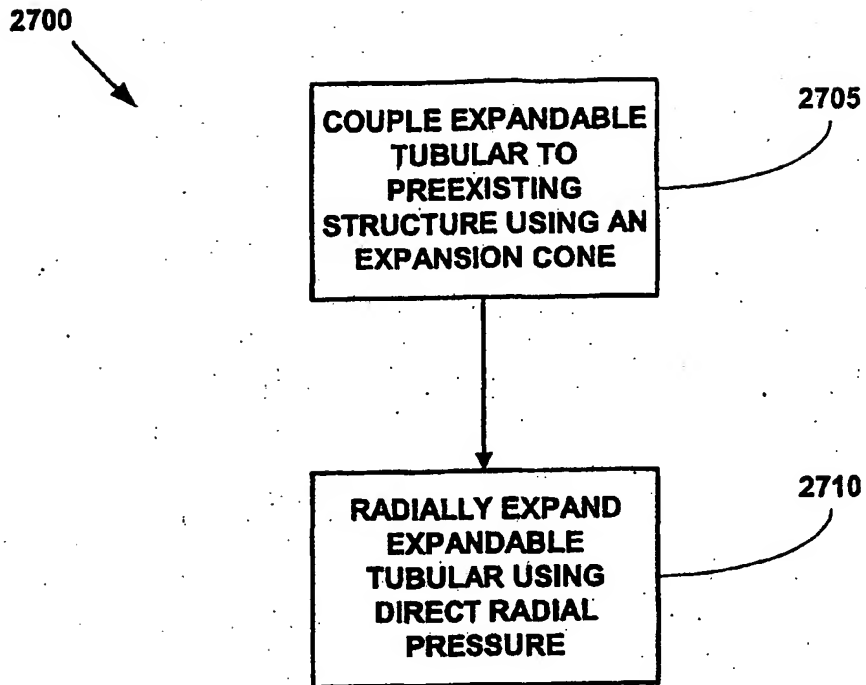 2700
COUPLE EXPANDABLE
TUBULAR TO
PREEXISTING
STRUCTURE USING AN
EXPANSION CONE
2705
RADIALLY EXPAND
EXPANDABLE
TUBULAR USING
DIRECT RADIAL
PRESSURE
2710